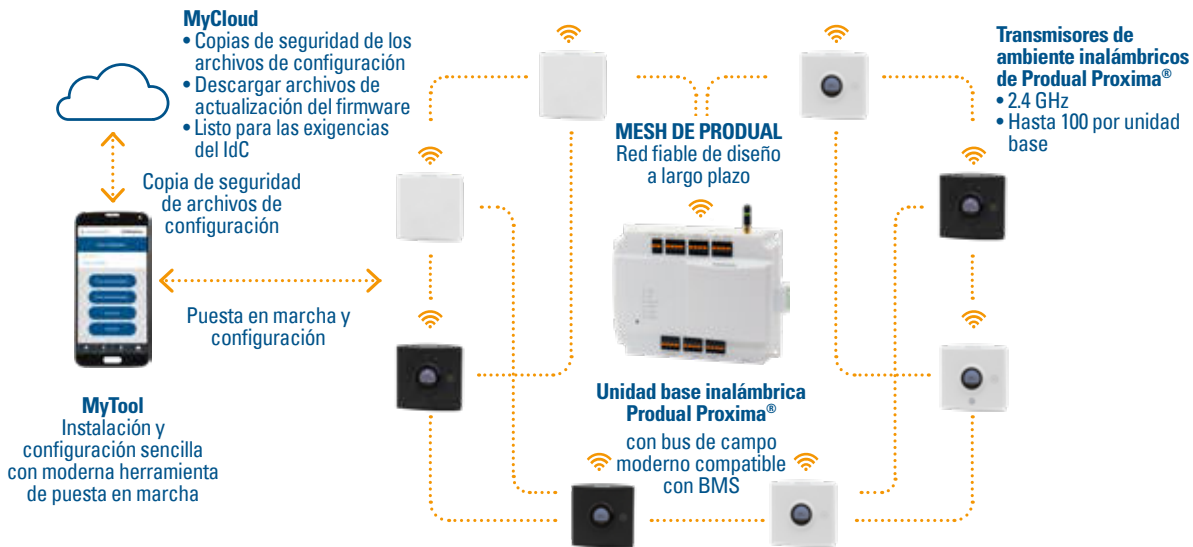 MyCloud
• Copias de seguridad de los
archivos de configuración
• Descargar archivos de
actualización del firmware
• Listo para las exigencias
del IdC
Copia de seguridad
de archivos de
configuración
Puesta en marcha y
configuración
MyTool
Instalación y
configuración sencilla
con moderna herramienta
de puesta en marcha
MESH DE PRODUAL
Red fiable de diseño
a largo plazo
Unidad base inalámbrica
Produal Proxima®
con bus de campo
moderno compatible
con BMS
Transmisores de
ambiente inalámbricos
de Produal Proxima®
• 2.4 GHz
• Hasta 100 por unidad
base